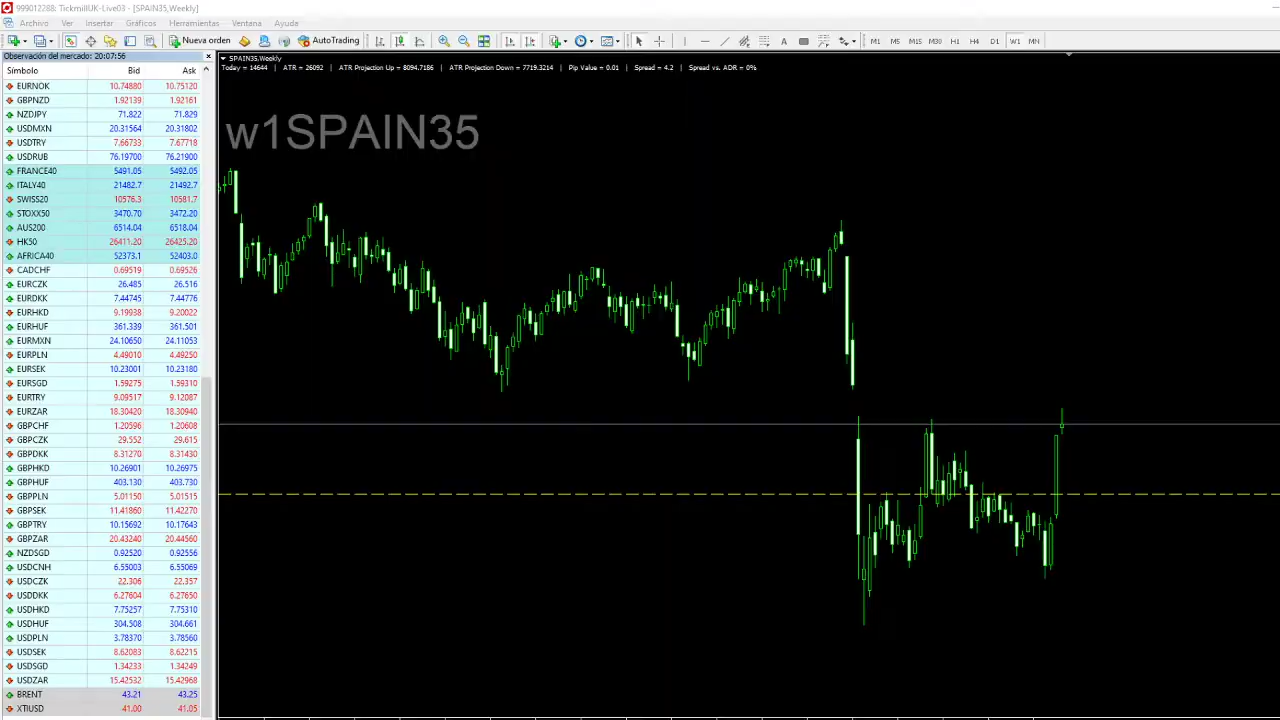 999012288: TickmillUK-Live03 - [SPAIN35,Weekly]
Archivo Ver Insertar Gráficos Herramientas Ventana Ayuda
Nueva orden AutoTrading M1 M5 M15 M30 H1 H4 D1 W1 MN
Observación del mercado: 20:07:56
Símbolo Bid Ask
EURNOK 10.74880 10.75120
GBPNZD 1.92139 1.92161
NZDJPY 71.822 71.829
USDMXN 20.31564 20.31802
USDTRY 7.66733 7.67718
USDRUB 76.19700 76.21900
FRANCE40 5491.05 5492.05
ITALY40 21482.7 21492.7
SWISS20 10576.3 10581.7
STOXX50 3470.70 3472.20
AUS200 6514.04 6518.04
HK50 26411.20 26425.20
AFRICA40 52373.1 52403.0
CADCHF 0.69519 0.69526
EURCZK 26.485 26.516
EURDKK 7.44745 7.44776
EURHKD 9.19938 9.20022
EURHUF 361.339 361.501
EURMXN 24.10650 24.11053
EURPLN 4.49010 4.49250
EURSEK 10.23001 10.23180
EURSGD 1.59275 1.59310
EURTRY 9.09517 9.12087
EURZAR 18.30420 18.30940
GBPCHF 1.20596 1.20608
GBPCZK 29.552 29.615
GBPDKK 8.31270 8.31430
GBPHKD 10.26901 10.26975
GBPHUF 403.130 403.730
GBPPLN 5.01150 5.01515
GBPSEK 11.41860 11.42270
GBPTRY 10.15692 10.17643
GBPZAR 20.43240 20.44560
NZDSGD 0.92520 0.92556
USDCNH 6.55003 6.55018
USDCZK 22.306 22.357
USDDKK 6.27604 6.27650
USDHKD 7.75257 7.75310
USDHUF 304.508 304.661
USDPLN 3.78370 3.78560
USDSEK 8.62083 8.62215
USDSGD 1.34233 1.34249
USDZAR 15.42532 15.42968
BRENT 43.21 43.25
XTIUSD 41.00 41.05
SPAIN35,Weekly
Today = 14644 | ATR = 26092 | ATR Projection Up = 8094.7186 | ATR Projection Down = 7719.3214 | Pip Value = 0.01 | Spread = 4.2 | Spread vs. ADR = 0%
w1SPAIN35